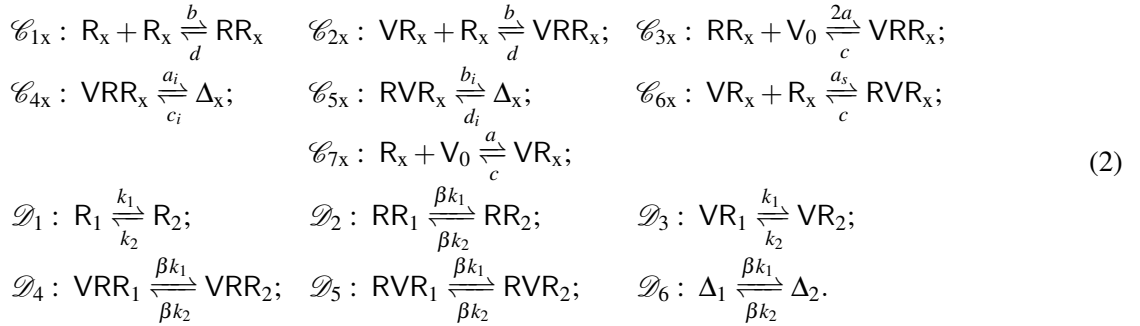 𝒞1x : Rx + Rx ⇌ (b / d) RRx 𝒞2x : VRx + Rx ⇌ (b / d) VRRx; 𝒞3x : RRx + V0 ⇌ (2a / c) VRRx;
𝒞4x : VRRx ⇌ (ai / ci) Δx; 𝒞5x : RVRx ⇌ (bi / di) Δx; 𝒞6x : VRx + Rx ⇌ (as / c) RVRx;
𝒞7x : Rx + V0 ⇌ (a / c) VRx;
(2)
𝒟1 : R1 ⇌ (k1 / k2) R2; 𝒟2 : RR1 ⇌ (βk1 / βk2) RR2; 𝒟3 : VR1 ⇌ (k1 / k2) VR2;
𝒟4 : VRR1 ⇌ (βk1 / βk2) VRR2; 𝒟5 : RVR1 ⇌ (βk1 / βk2) RVR2; 𝒟6 : Δ1 ⇌ (βk1 / βk2) Δ2.